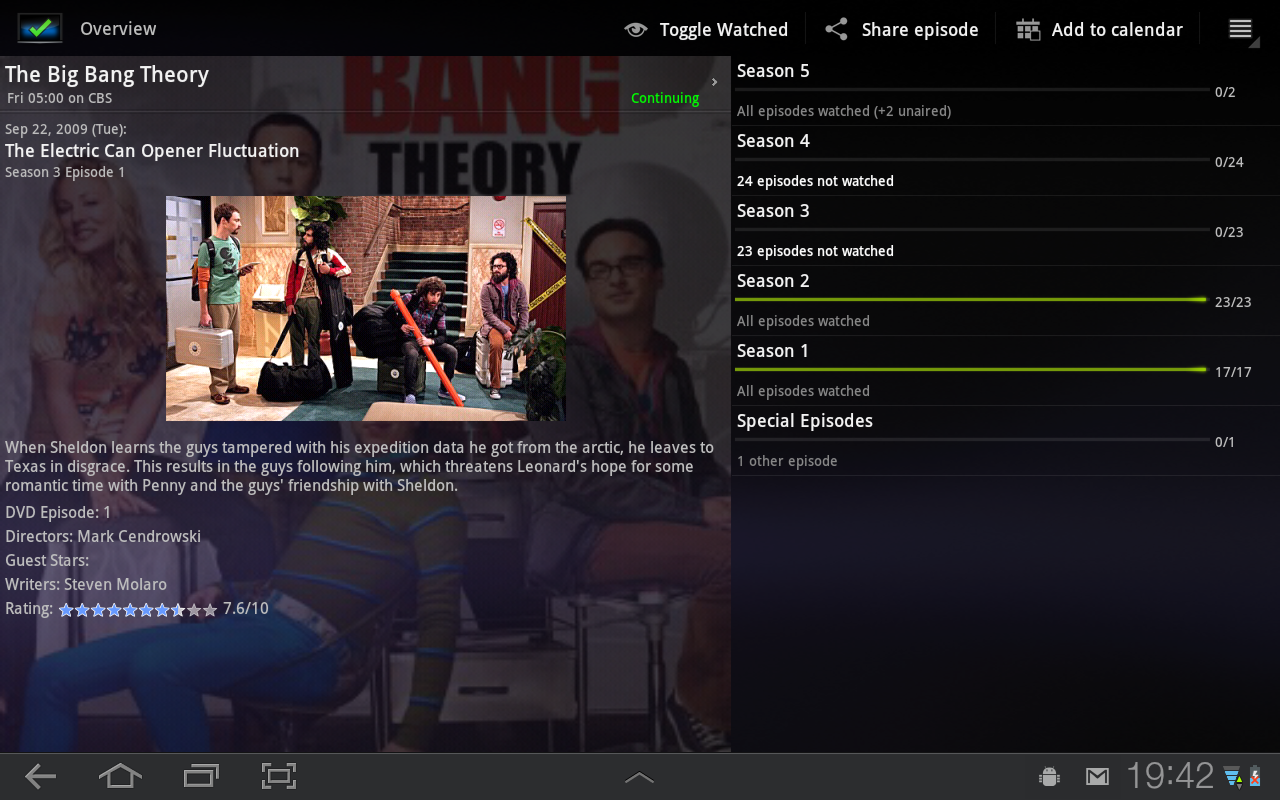 Overview
Toggle Watched
Share episode
Add to calendar
The Big Bang Theory
Fri 05:00 on CBS
Continuing
BANG
THEORY
Sep 22, 2009 (Tue):
The Electric Can Opener Fluctuation
Season 3 Episode 1
When Sheldon learns the guys tampered with his expedition data he got from the arctic, he leaves to
Texas in disgrace. This results in the guys following him, which threatens Leonard's hope for some
romantic time with Penny and the guys' friendship with Sheldon.
DVD Episode: 1
Directors: Mark Cendrowski
Guest Stars:
Writers: Steven Molaro
Rating: 7.6/10
Season 5
0/2
All episodes watched (+2 unaired)
Season 4
0/24
24 episodes not watched
Season 3
0/23
23 episodes not watched
Season 2
23/23
All episodes watched
Season 1
17/17
All episodes watched
Special Episodes
0/1
1 other episode
19:42